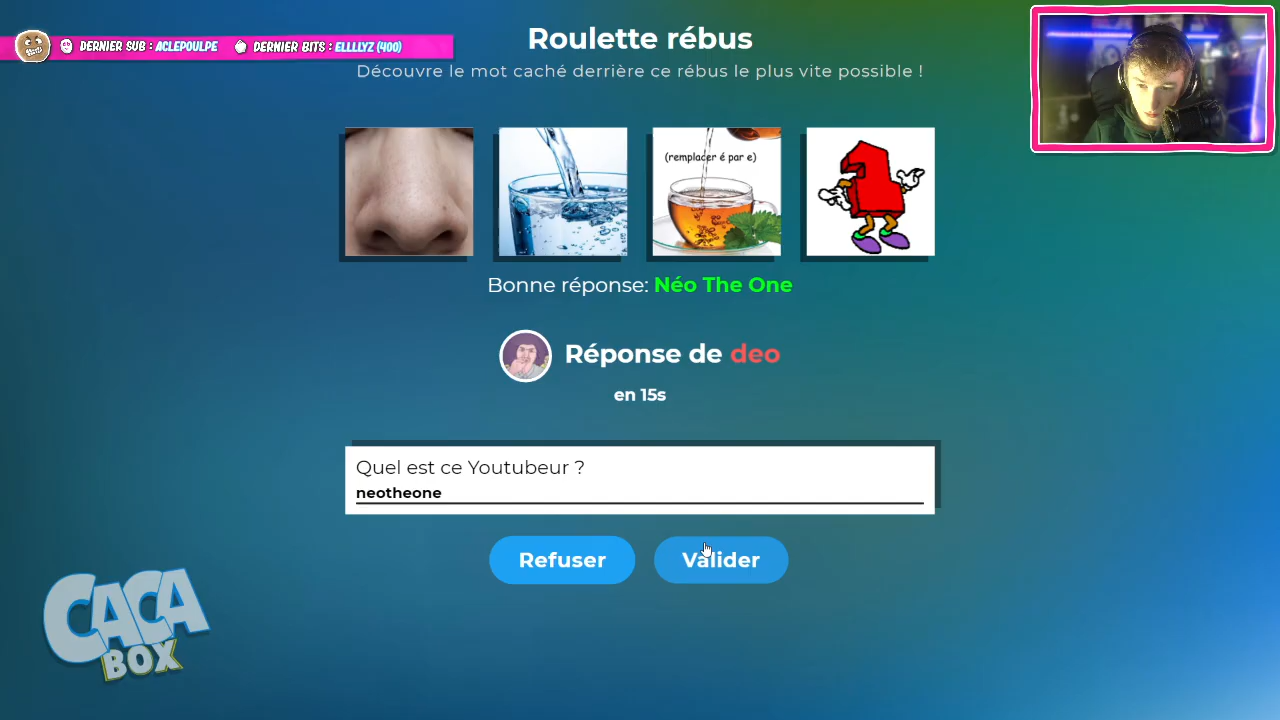 DERNIER SUB : ACLEPOULPE DERNIER BITS : ELLLLYZ (400)
Roulette rébus
Découvre le mot caché derrière ce rébus le plus vite possible !
(remplacer é par e)
Bonne réponse: Néo The One
Réponse de deo
en 15s
Quel est ce Youtubeur ?
neotheone
Refuser Valider
CACA
BOX